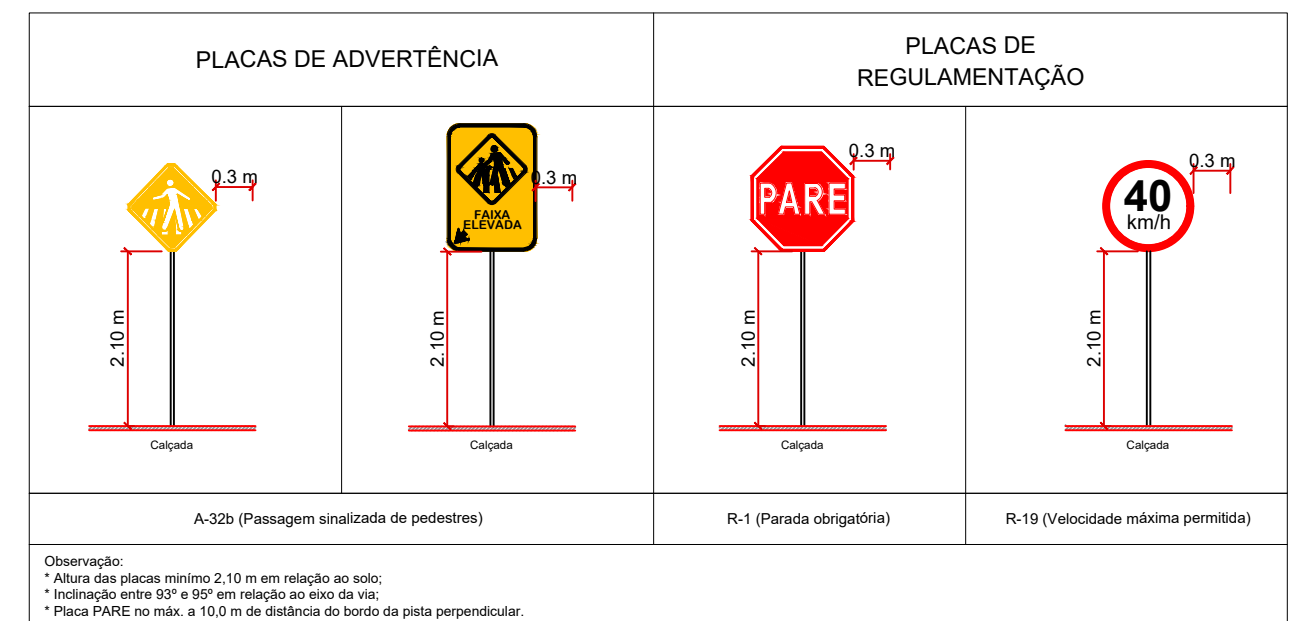 PLACAS DE ADVERTÊNCIA
PLACAS DE
REGULAMENTAÇÃO
0.3 m
2.10 m
Calçada
FAIXA
ELEVADA
0.3 m
2.10 m
Calçada
PARE
0.3 m
2.10 m
Calçada
40
km/h
0.3 m
2.10 m
Calçada
A-32b (Passagem sinalizada de pedestres)
R-1 (Parada obrigatória)
R-19 (Velocidade máxima permitida)
Observação:
* Altura das placas minímo 2,10 m em relação ao solo;
* Inclinação entre 93º e 95º em relação ao eixo da via;
* Placa PARE no máx. a 10,0 m de distância do bordo da pista perpendicular.